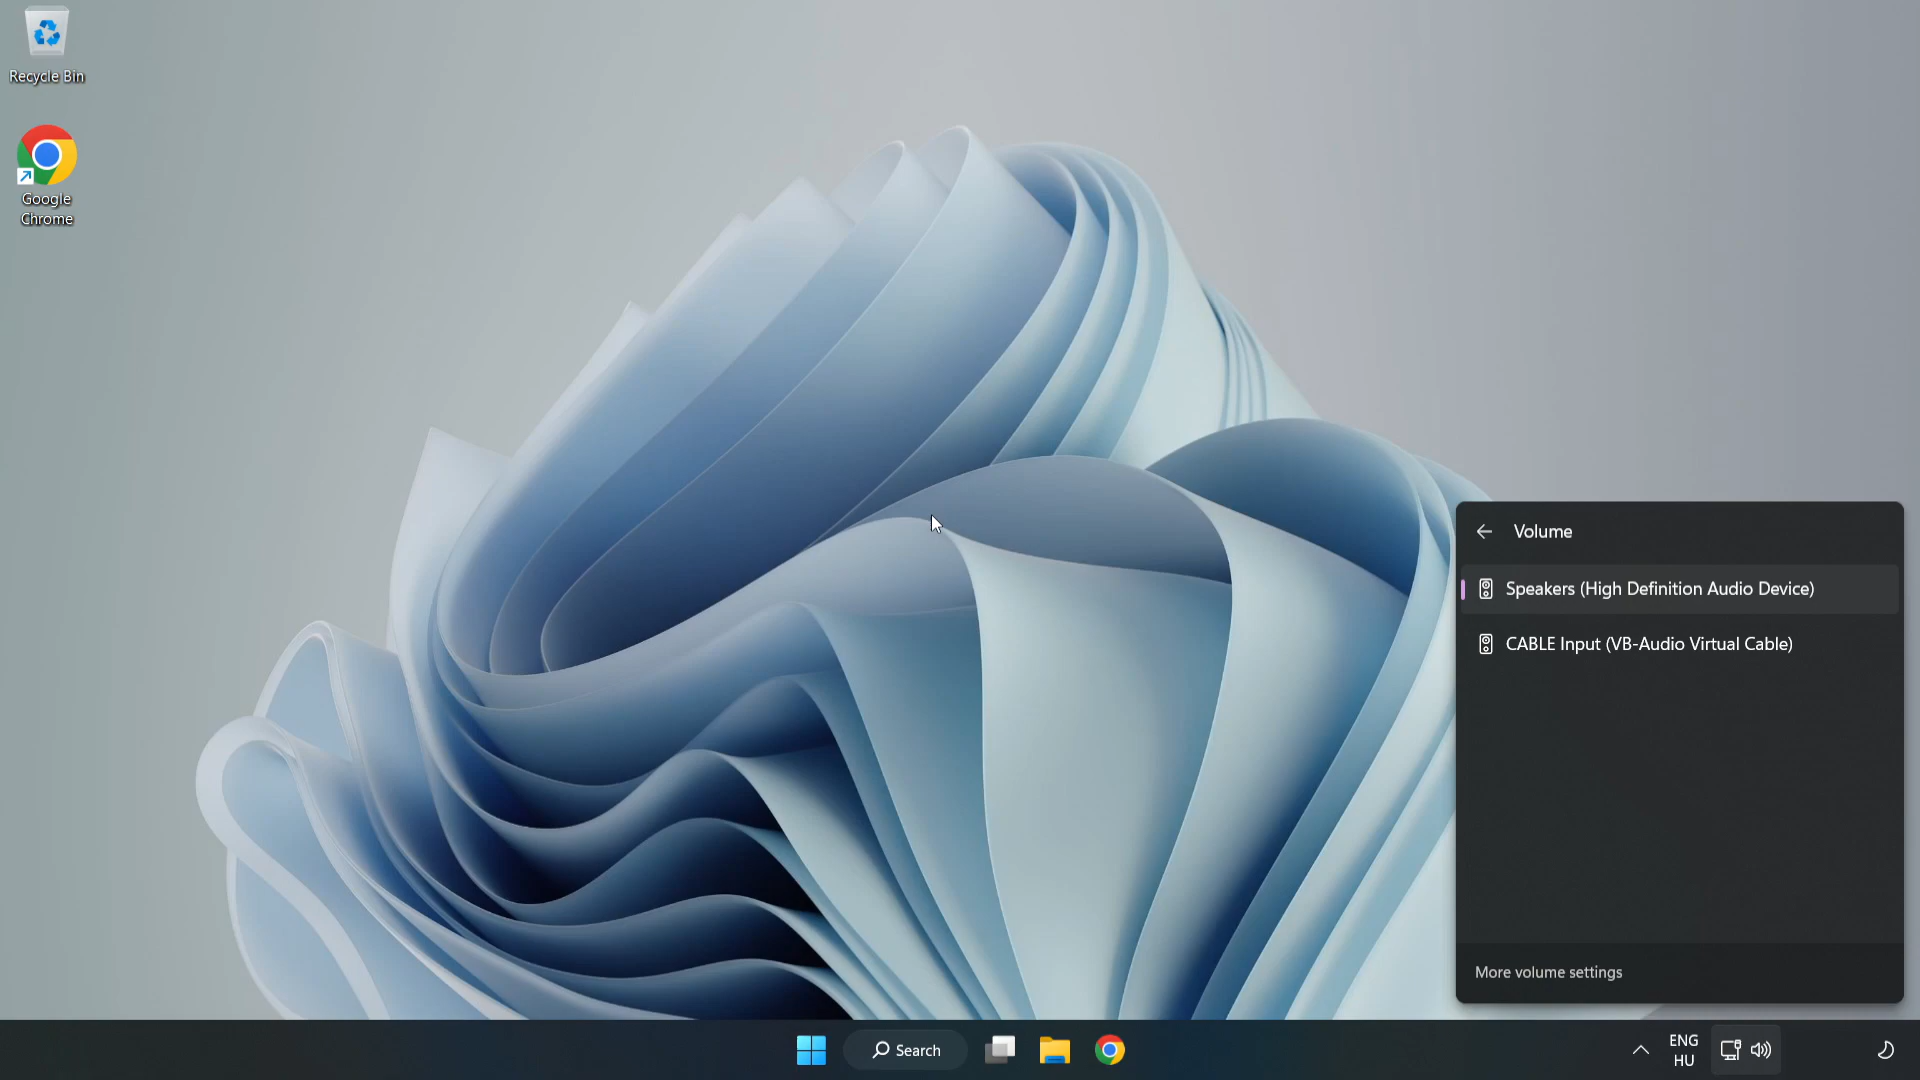 Recycle Bin
Google
Chrome
Volume
Speakers (High Definition Audio Device)
CABLE Input (VB-Audio Virtual Cable)
More volume settings
Search
ENG
HU